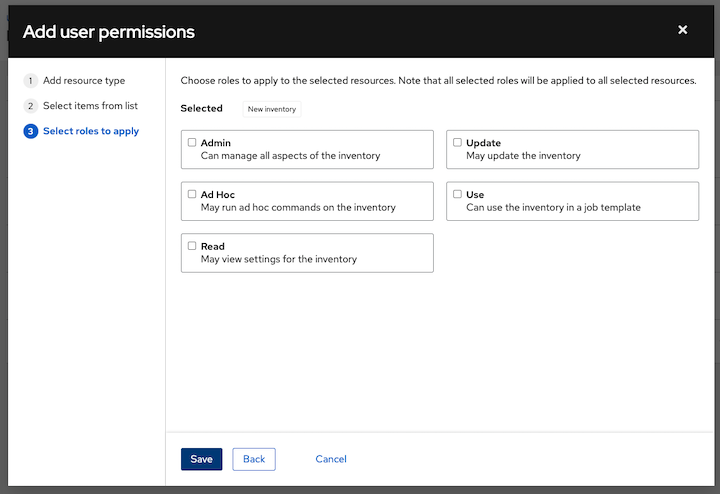 Add user permissions
1 Add resource type
2 Select items from list
3 Select roles to apply
Choose roles to apply to the selected resources. Note that all selected roles will be applied to all selected resources.
Selected New inventory
Admin
Can manage all aspects of the inventory
Update
May update the inventory
Ad Hoc
May run ad hoc commands on the inventory
Use
Can use the inventory in a job template
Read
May view settings for the inventory
Save Back Cancel